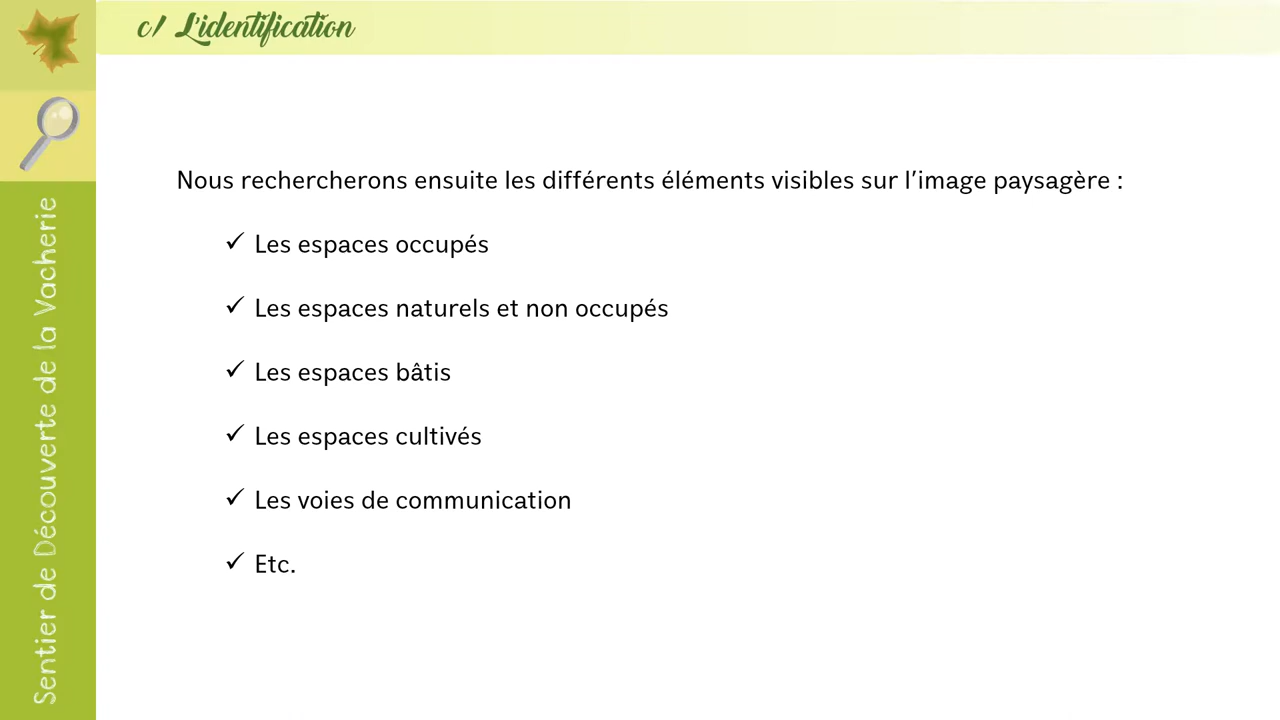 c/ L'identification
Sentier de Découverte de la Vacherie
Nous rechercherons ensuite les différents éléments visibles sur l’image paysagère :
✓ Les espaces occupés
✓ Les espaces naturels et non occupés
✓ Les espaces bâtis
✓ Les espaces cultivés
✓ Les voies de communication
✓ Etc.